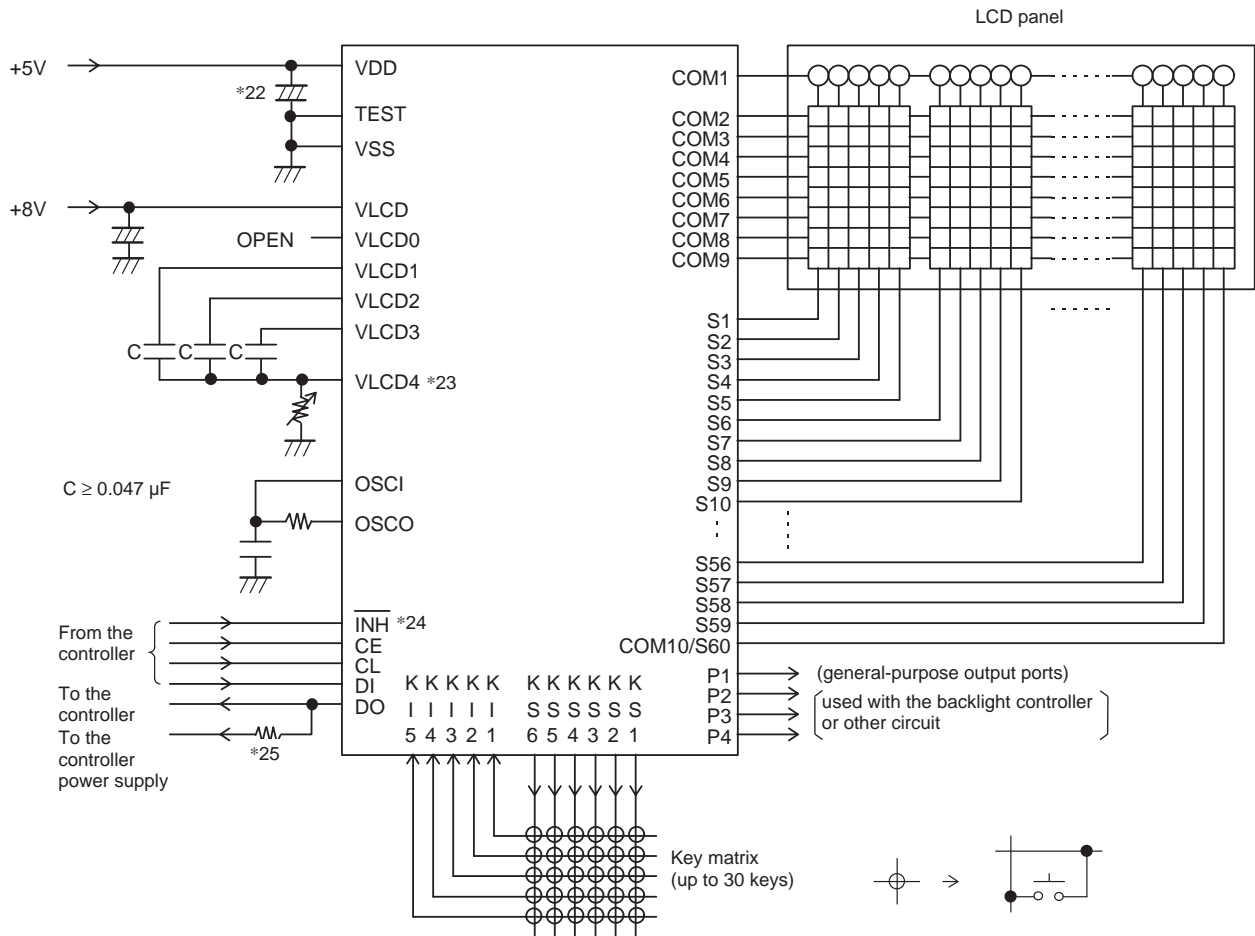 LCD panel
+5V
*22
VDD
TEST
VSS
+8V
VLCD
OPEN
VLCD0
VLCD1
VLCD2
VLCD3
C
C
C
VLCD4 *23
C ≥ 0.047 µF
OSCI
OSCO
From the
controller
INH *24
CE
CL
DI
To the
controller
DO
To the
controller
power supply
*25
COM1
COM2
COM3
COM4
COM5
COM6
COM7
COM8
COM9
S1
S2
S3
S4
S5
S6
S7
S8
S9
S10
S56
S57
S58
S59
COM10/S60
P1
P2
P3
P4
(general-purpose output ports)
used with the backlight controller
or other circuit
K K K K K K K K K K K
I I I I I S S S S S S
5 4 3 2 1 6 5 4 3 2 1
Key matrix
(up to 30 keys)